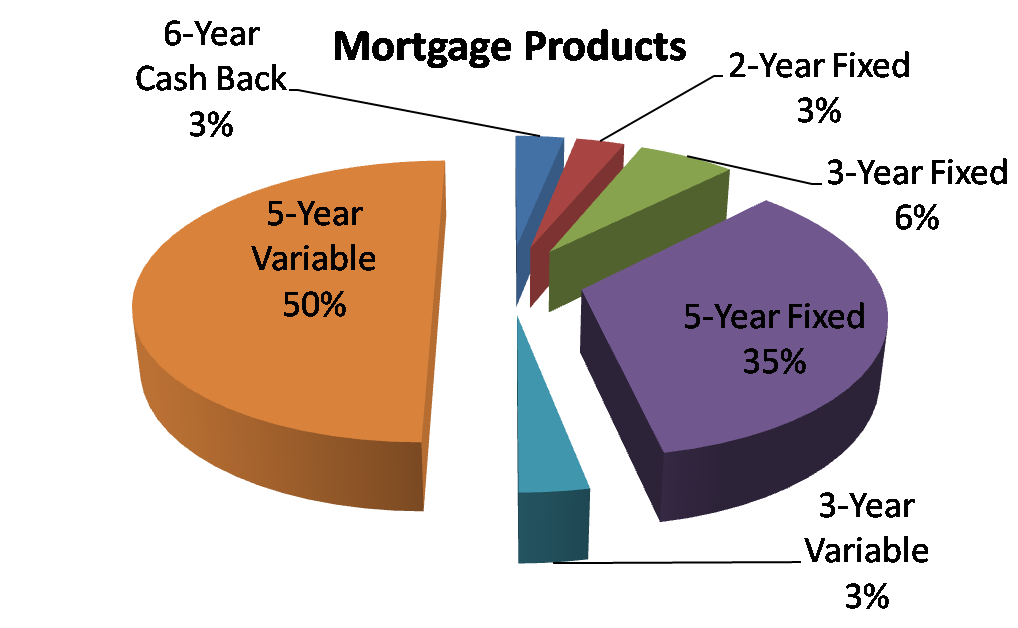 Mortgage Products
6-Year
Cash Back
3%
2-Year Fixed
3%
3-Year Fixed
6%
5-Year
Variable
50%
5-Year Fixed
35%
3-Year
Variable
3%